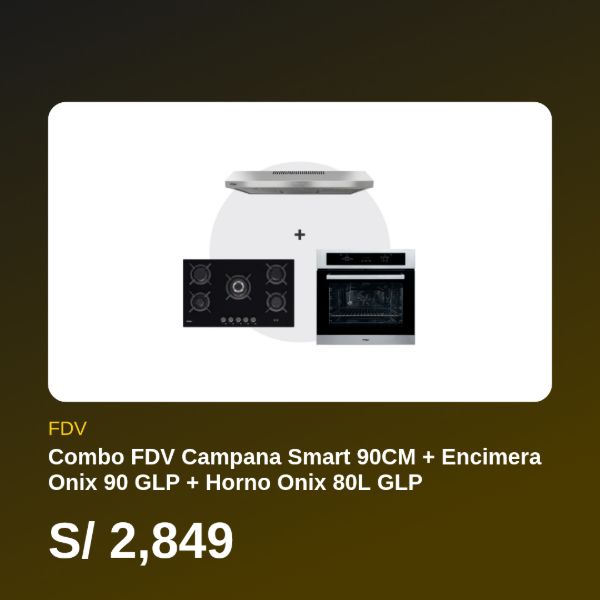 +
FDV
Combo FDV Campana Smart 90CM + Encimera
Onix 90 GLP + Horno Onix 80L GLP
S/ 2,849